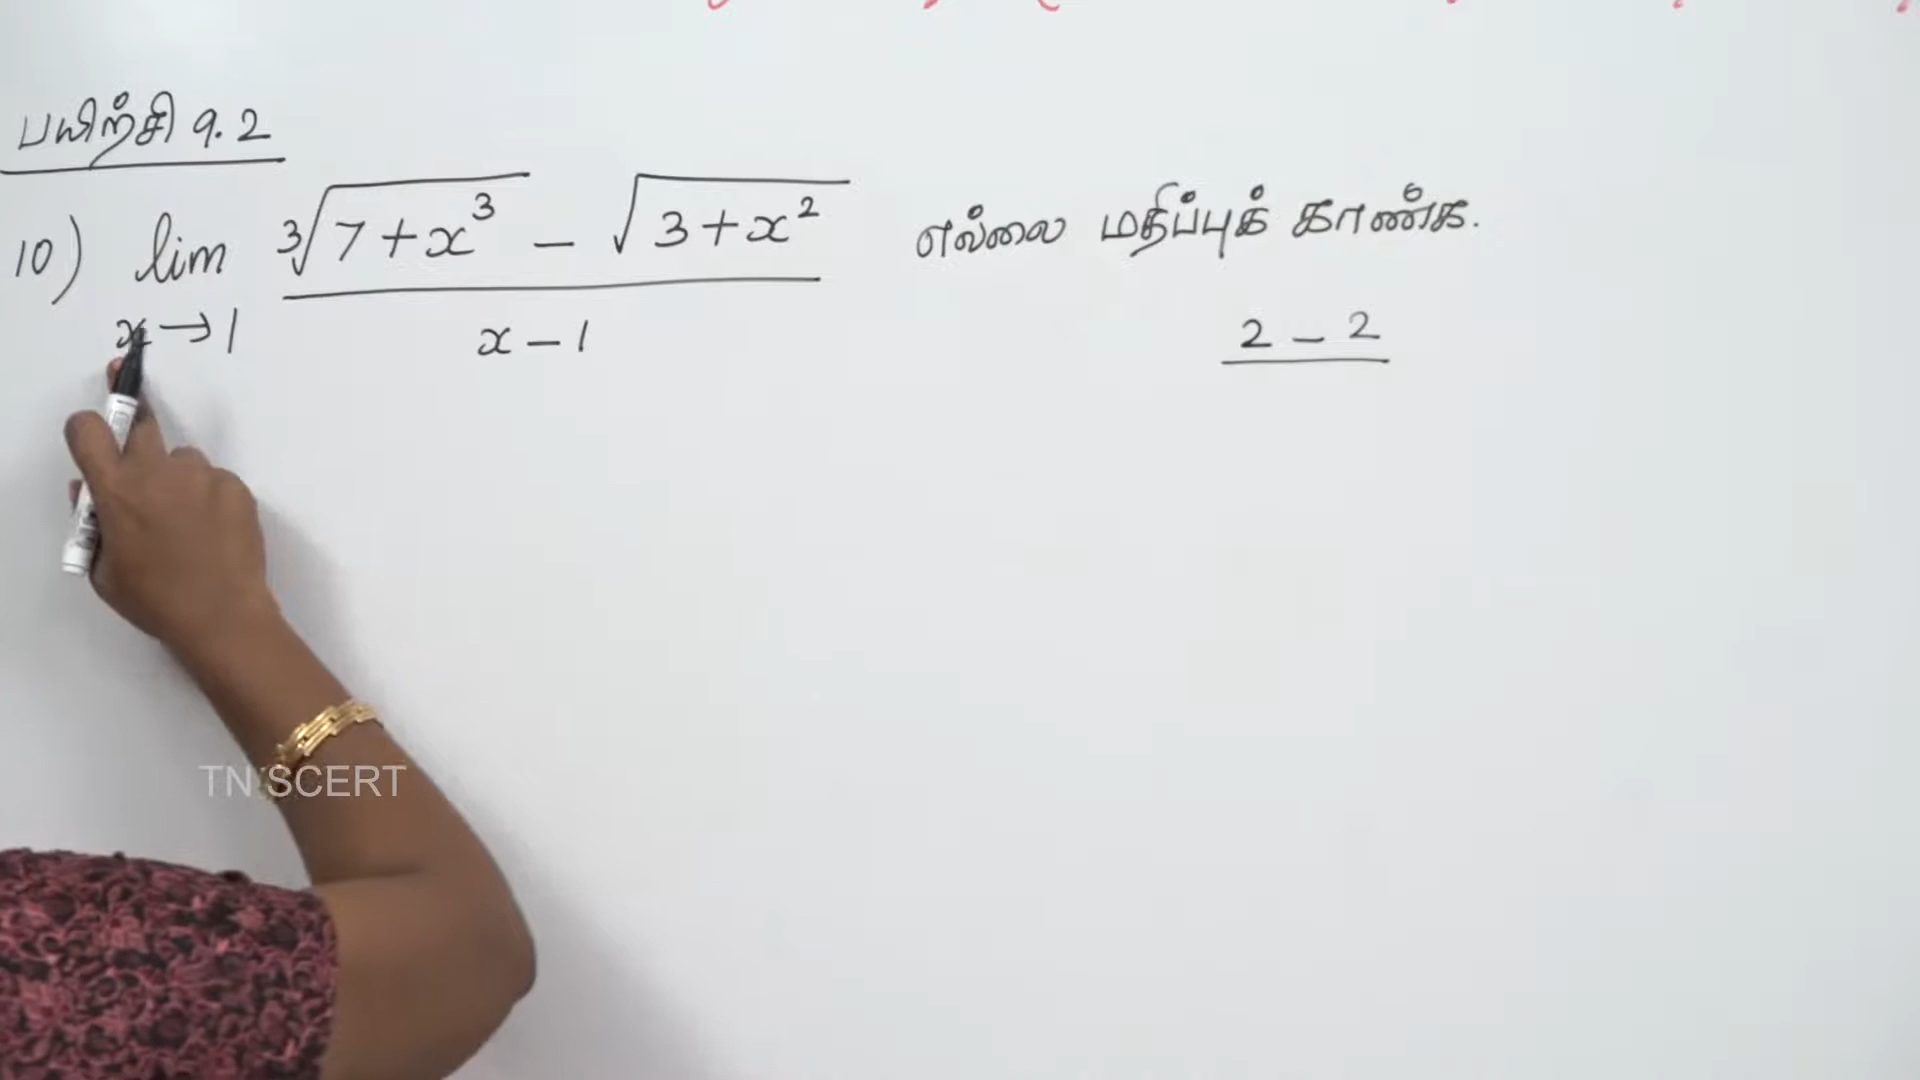 பயிற்சி 9.2
10) lim x→1 (∛(7+x³) − √(3+x²)) / (x−1) எல்லை மதிப்புக் காண்க.
2 − 2
TN SCERT